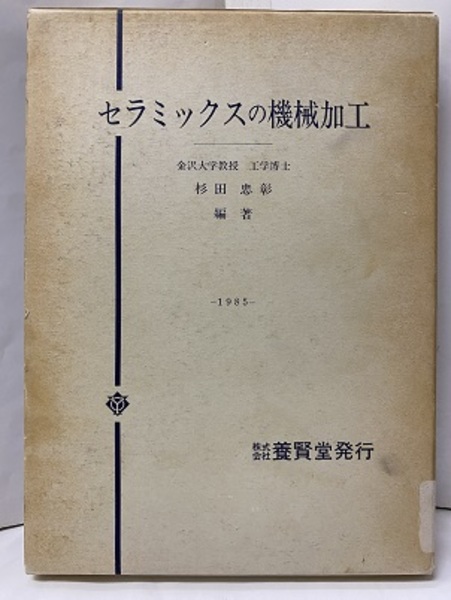 セラミックスの機械加工
金沢大学教授 工学博士
杉田 忠彰
編著
-1985-
株式会社 養賢堂発行